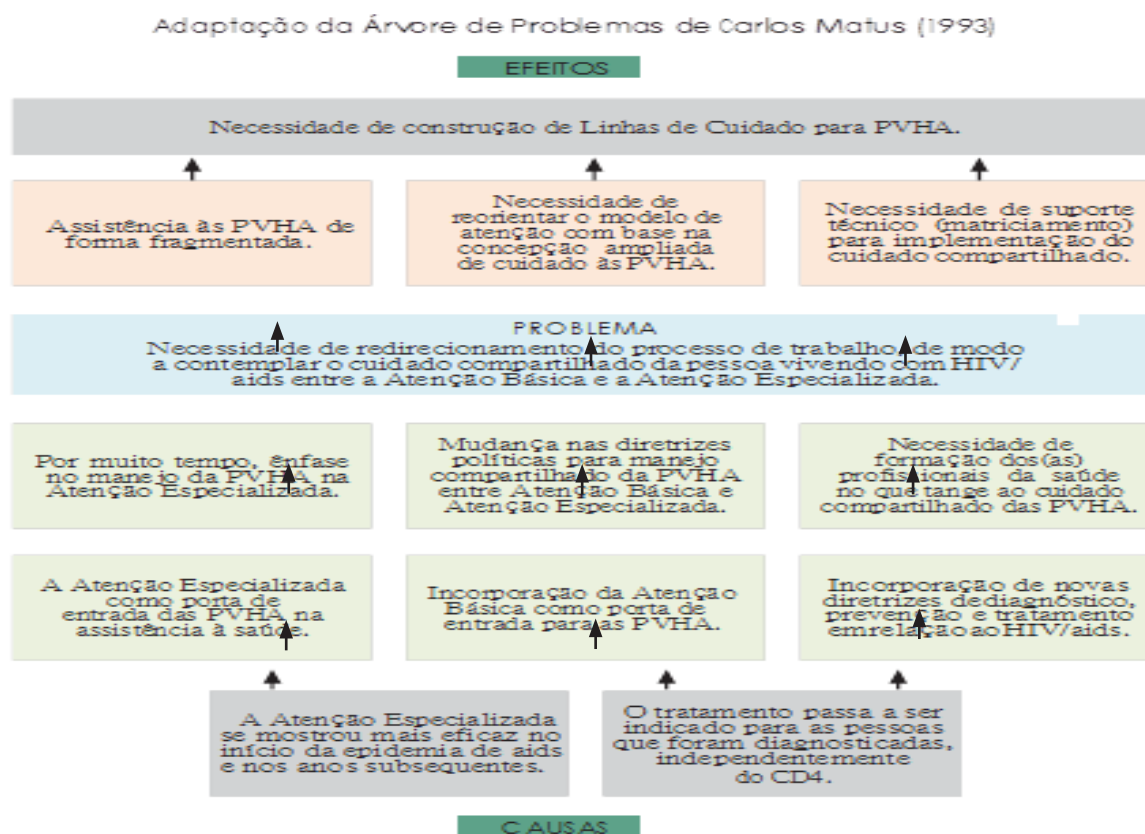 Adaptação da Árvore de Problemas de Carlos Matus (1993)
EFEITOS
Necessidade de construção de Linhas de Cuidado para PVHA.
Assistência às PVHA de
forma fragmentada.
Necessidade de
reorientar o modelo de
atenção com base na
concepção ampliada
de cuidado às PVHA.
Necessidade de suporte
técnico (matriciamento)
para implementação do
cuidado compartilhado.
PROBLEMA
Necessidade de redirecionamento do processo de trabalho, de modo
a contemplar o cuidado compartilhado da pessoa vivendo com HIV/
aids entre a Atenção Básica e a Atenção Especializada.
Por muito tempo, ênfase
no manejo da PVHA na
Atenção Especializada.
Mudança nas diretrizes
políticas para manejo
compartilhado da PVHA
entre Atenção Básica e
Atenção Especializada.
Necessidade de
formação dos(as)
profissionais da saúde
no que tange ao cuidado
compartilhado das PVHA.
A Atenção Especializada
como porta de
entrada das PVHA na
assistência à saúde.
Incorporação da Atenção
Básica como porta de
entrada para as PVHA.
Incorporação de novas
diretrizes dediagnóstico,
prevenção e tratamento
emrelação ao HIV/aids.
A Atenção Especializada
se mostrou mais eficaz no
início da epidemia de aids
e nos anos subsequentes.
O tratamento passa a ser
indicado para as pessoas
que foram diagnosticadas,
independentemente
do CD4.
CAUSAS